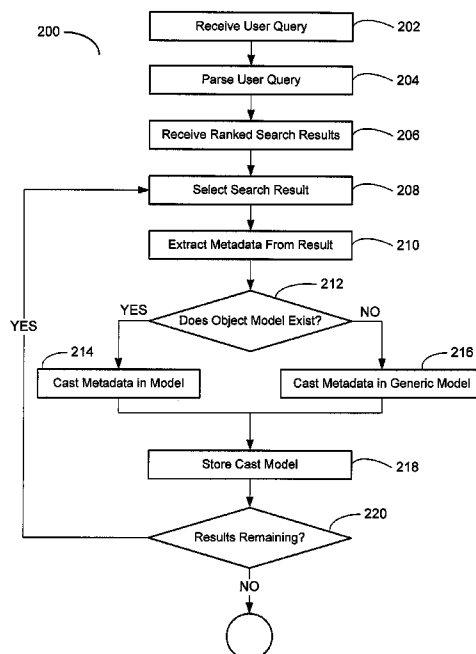 200
Receive User Query
202
Parse User Query
204
Receive Ranked Search Results
206
Select Search Result
208
Extract Metadata From Result
210
212
YES
Does Object Model Exist?
NO
YES
214
Cast Metadata in Model
216
Cast Metadata in Generic Model
Store Cast Model
218
220
Results Remaining?
NO